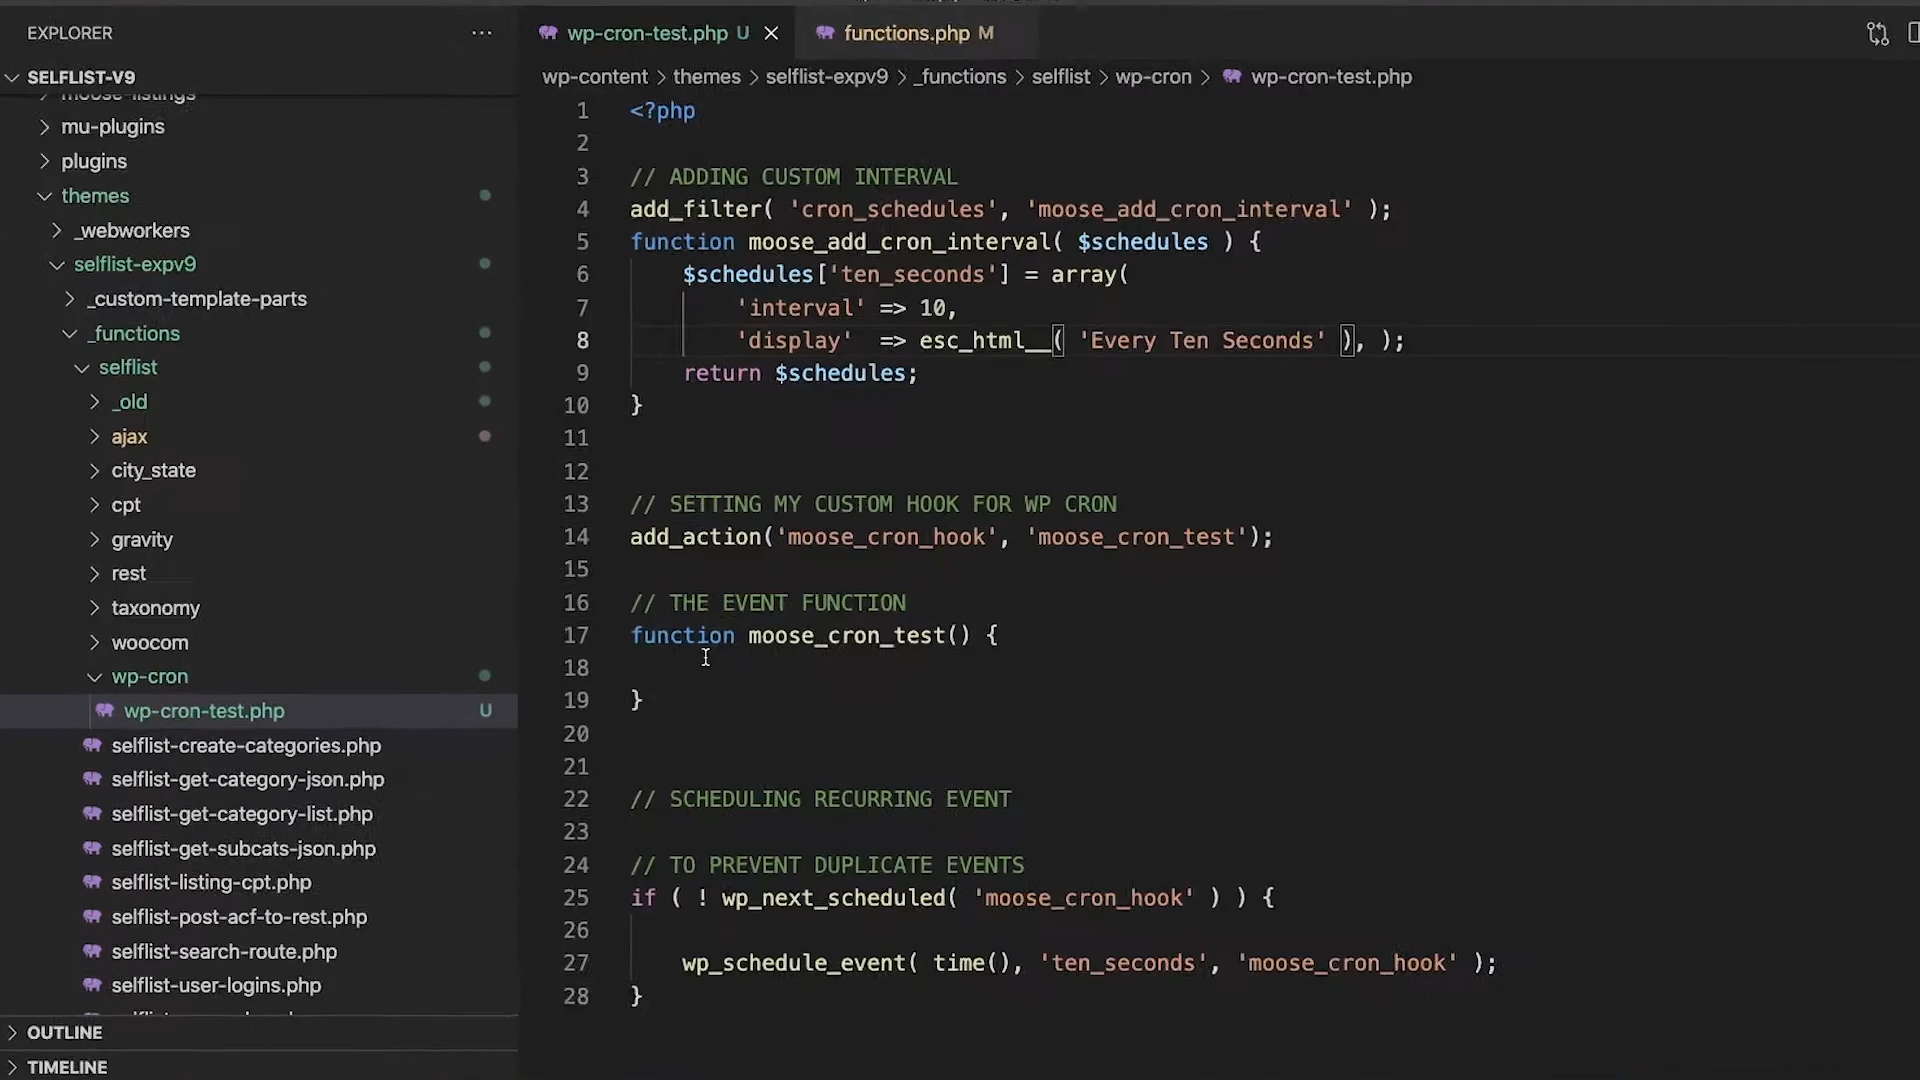 EXPLORER
...
SELFLIST-V9
moose-listings
mu-plugins
plugins
themes
_webworkers
selflist-expv9
_custom-template-parts
_functions
selflist
_old
ajax
city_state
cpt
gravity
rest
taxonomy
woocom
wp-cron
wp-cron-test.php U
selflist-create-categories.php
selflist-get-category-json.php
selflist-get-category-list.php
selflist-get-subcats-json.php
selflist-listing-cpt.php
selflist-post-acf-to-rest.php
selflist-search-route.php
selflist-user-logins.php
OUTLINE
TIMELINE
wp-cron-test.php U
functions.php M
wp-content > themes > selflist-expv9 > _functions > selflist > wp-cron > wp-cron-test.php
1 <?php
2
3 // ADDING CUSTOM INTERVAL
4 add_filter( 'cron_schedules', 'moose_add_cron_interval' );
5 function moose_add_cron_interval( $schedules ) {
6 $schedules['ten_seconds'] = array(
7 'interval' => 10,
8 'display'  => esc_html__( 'Every Ten Seconds' ), );
9 return $schedules;
10 }
11
12
13 // SETTING MY CUSTOM HOOK FOR WP CRON
14 add_action('moose_cron_hook', 'moose_cron_test');
15
16 // THE EVENT FUNCTION
17 function moose_cron_test() {
18
19 }
20
21
22 // SCHEDULING RECURRING EVENT
23
24 // TO PREVENT DUPLICATE EVENTS
25 if ( ! wp_next_scheduled( 'moose_cron_hook' ) ) {
26
27 wp_schedule_event( time(), 'ten_seconds', 'moose_cron_hook' );
28 }